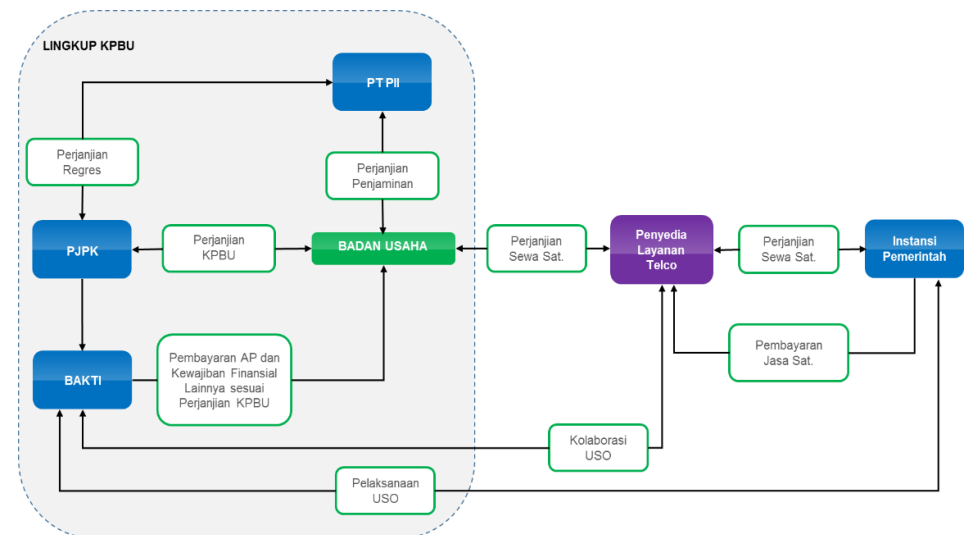 LINGKUP KPBU
PT PII
Perjanjian
Regres
Perjanjian
Penjaminan
PJPK
Perjanjian
KPBU
BADAN USAHA
Perjanjian
Sewa Sat.
Penyedia
Layanan
Telco
Perjanjian
Sewa Sat.
Instansi
Pemerintah
BAKTI
Pembayaran AP dan
Kewajiban Finansial
Lainnya sesuai
Perjanjian KPBU
Pembayaran
Jasa Sat.
Kolaborasi
USO
Pelaksanaan
USO